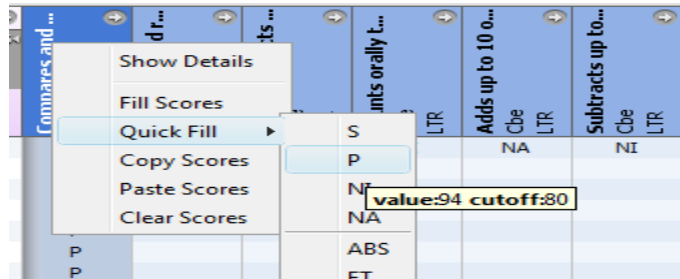 Compares and ...
d r...
cts ...
unts orally t...
LTR
Adds up to 10 o...
Cbe
LTR
Subtracts up to...
Cbe
LTR
Show Details
Fill Scores
Quick Fill
Copy Scores
Paste Scores
Clear Scores
S
P
NI
NA
ABS
value:94 cutoff:80
NA
NI
P
P